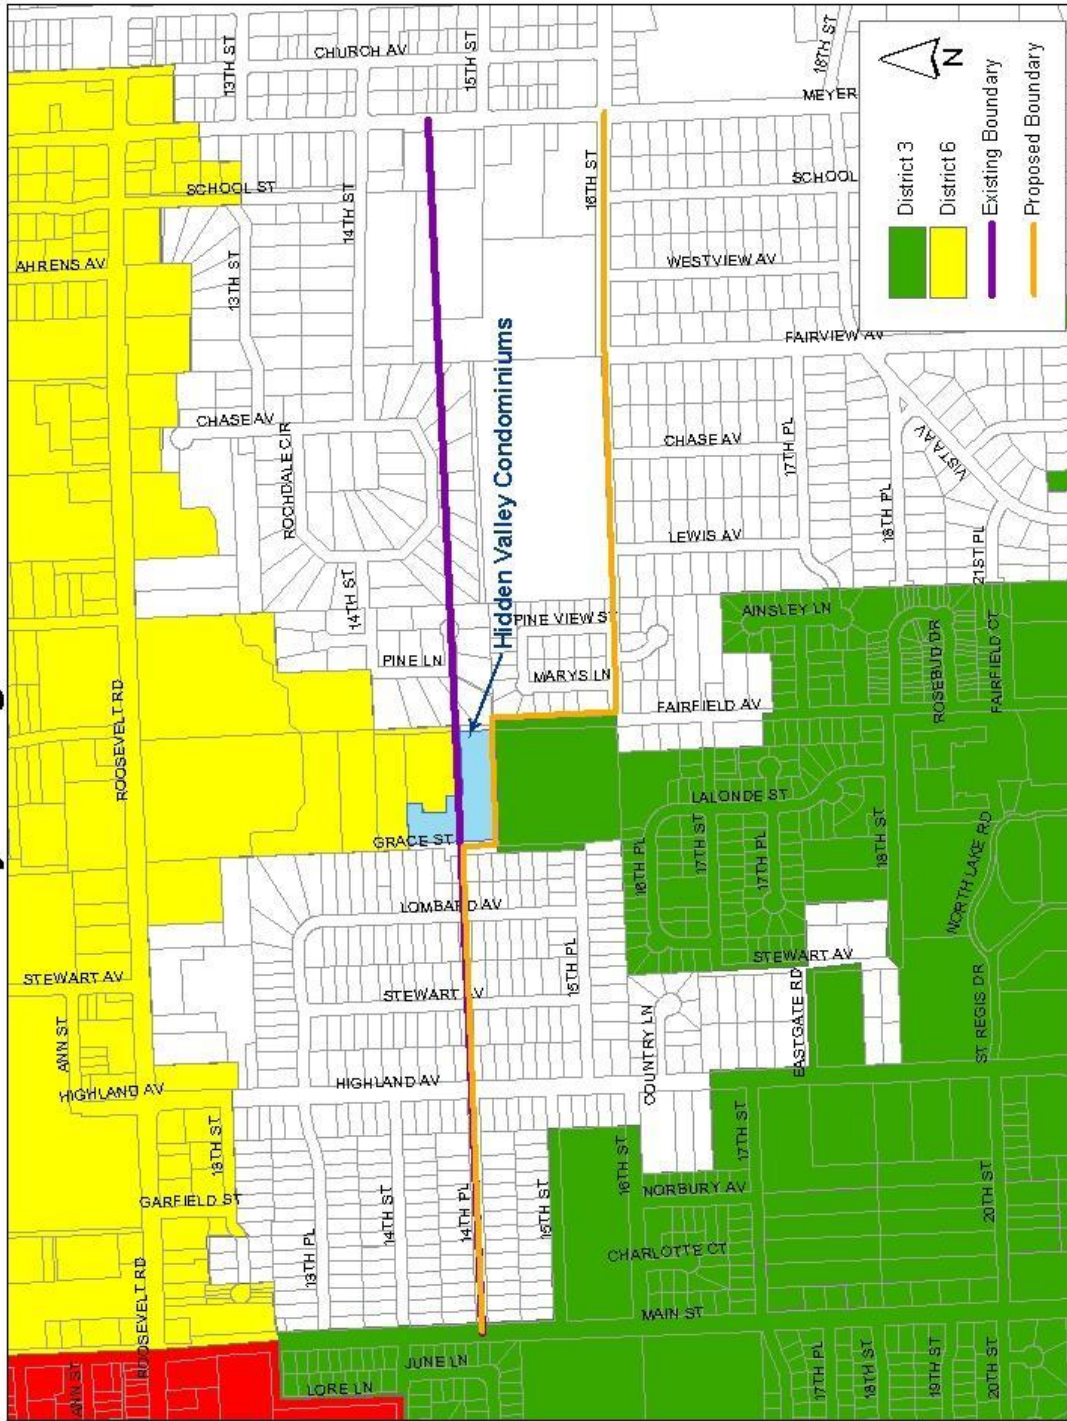 ANN ST
ANN ST
STEWART AV
AHRENS AV
HIGHLAND AV
ROOSEVELT RD
ROOSEVELT RD
GARFIELD ST
13TH ST
SCHOOL ST
CHASE AV
13TH ST
13TH ST
CHURCH AV
ROCHDALE CIR
13TH PL
LORE LN
HIGHLAND AV
14TH ST
14TH ST
14TH ST
JUNE LN
STEWART AV
LOMBARD AV
GRACE ST
PINE LN
14TH PL
15TH ST
Hidden Valley Condominiums
15TH ST
15TH PL
MARYS LN
PINE VIEW ST
16TH ST
16TH ST
COUNTRY LN
16TH PL
MAIN ST
NORBURY AV
CHARLOTTE CT
FAIRFIELD AV
LEWIS AV
CHASE AV
WESTVIEW AV
LALONDE ST
17TH ST
17TH ST
17TH PL
17TH PL
STEWART AV
EASTGATE RD
AINSLEY LN
FAIRVIEW AV
SCHOOL
MEYER
18TH ST
17TH PL
18TH ST
18TH ST
18TH PL
VISTA AV
ROSEBUD DR
19TH ST
NORTH LAKE RD
ST REGIS DR
21ST PL
FAIRFIELD CT
20TH ST
20TH ST
N
District 3
District 6
Existing Boundary
Proposed Boundary